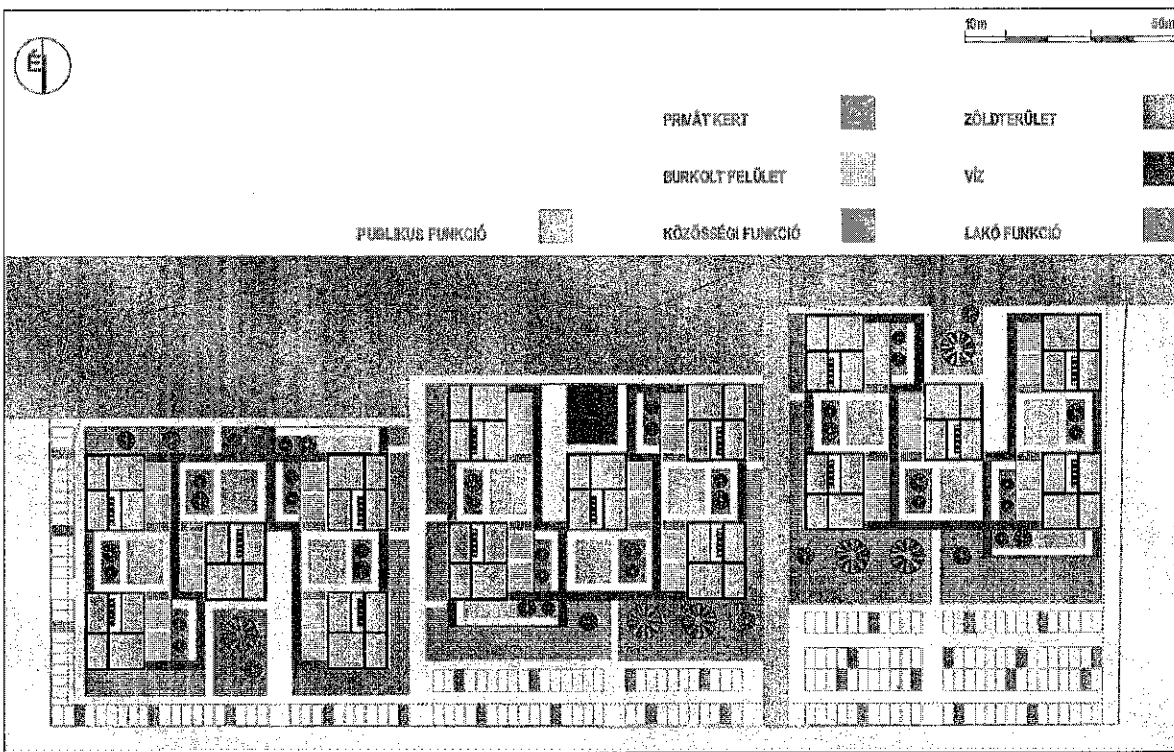 10m 50m
É
PRIVÁT KERT ZÖLDTERÜLET
BURKOLT FELÜLET VÍZ
PUBLIKUS FUNKCIÓ KÖZÖSSÉGI FUNKCIÓ LAKÓ FUNKCIÓ